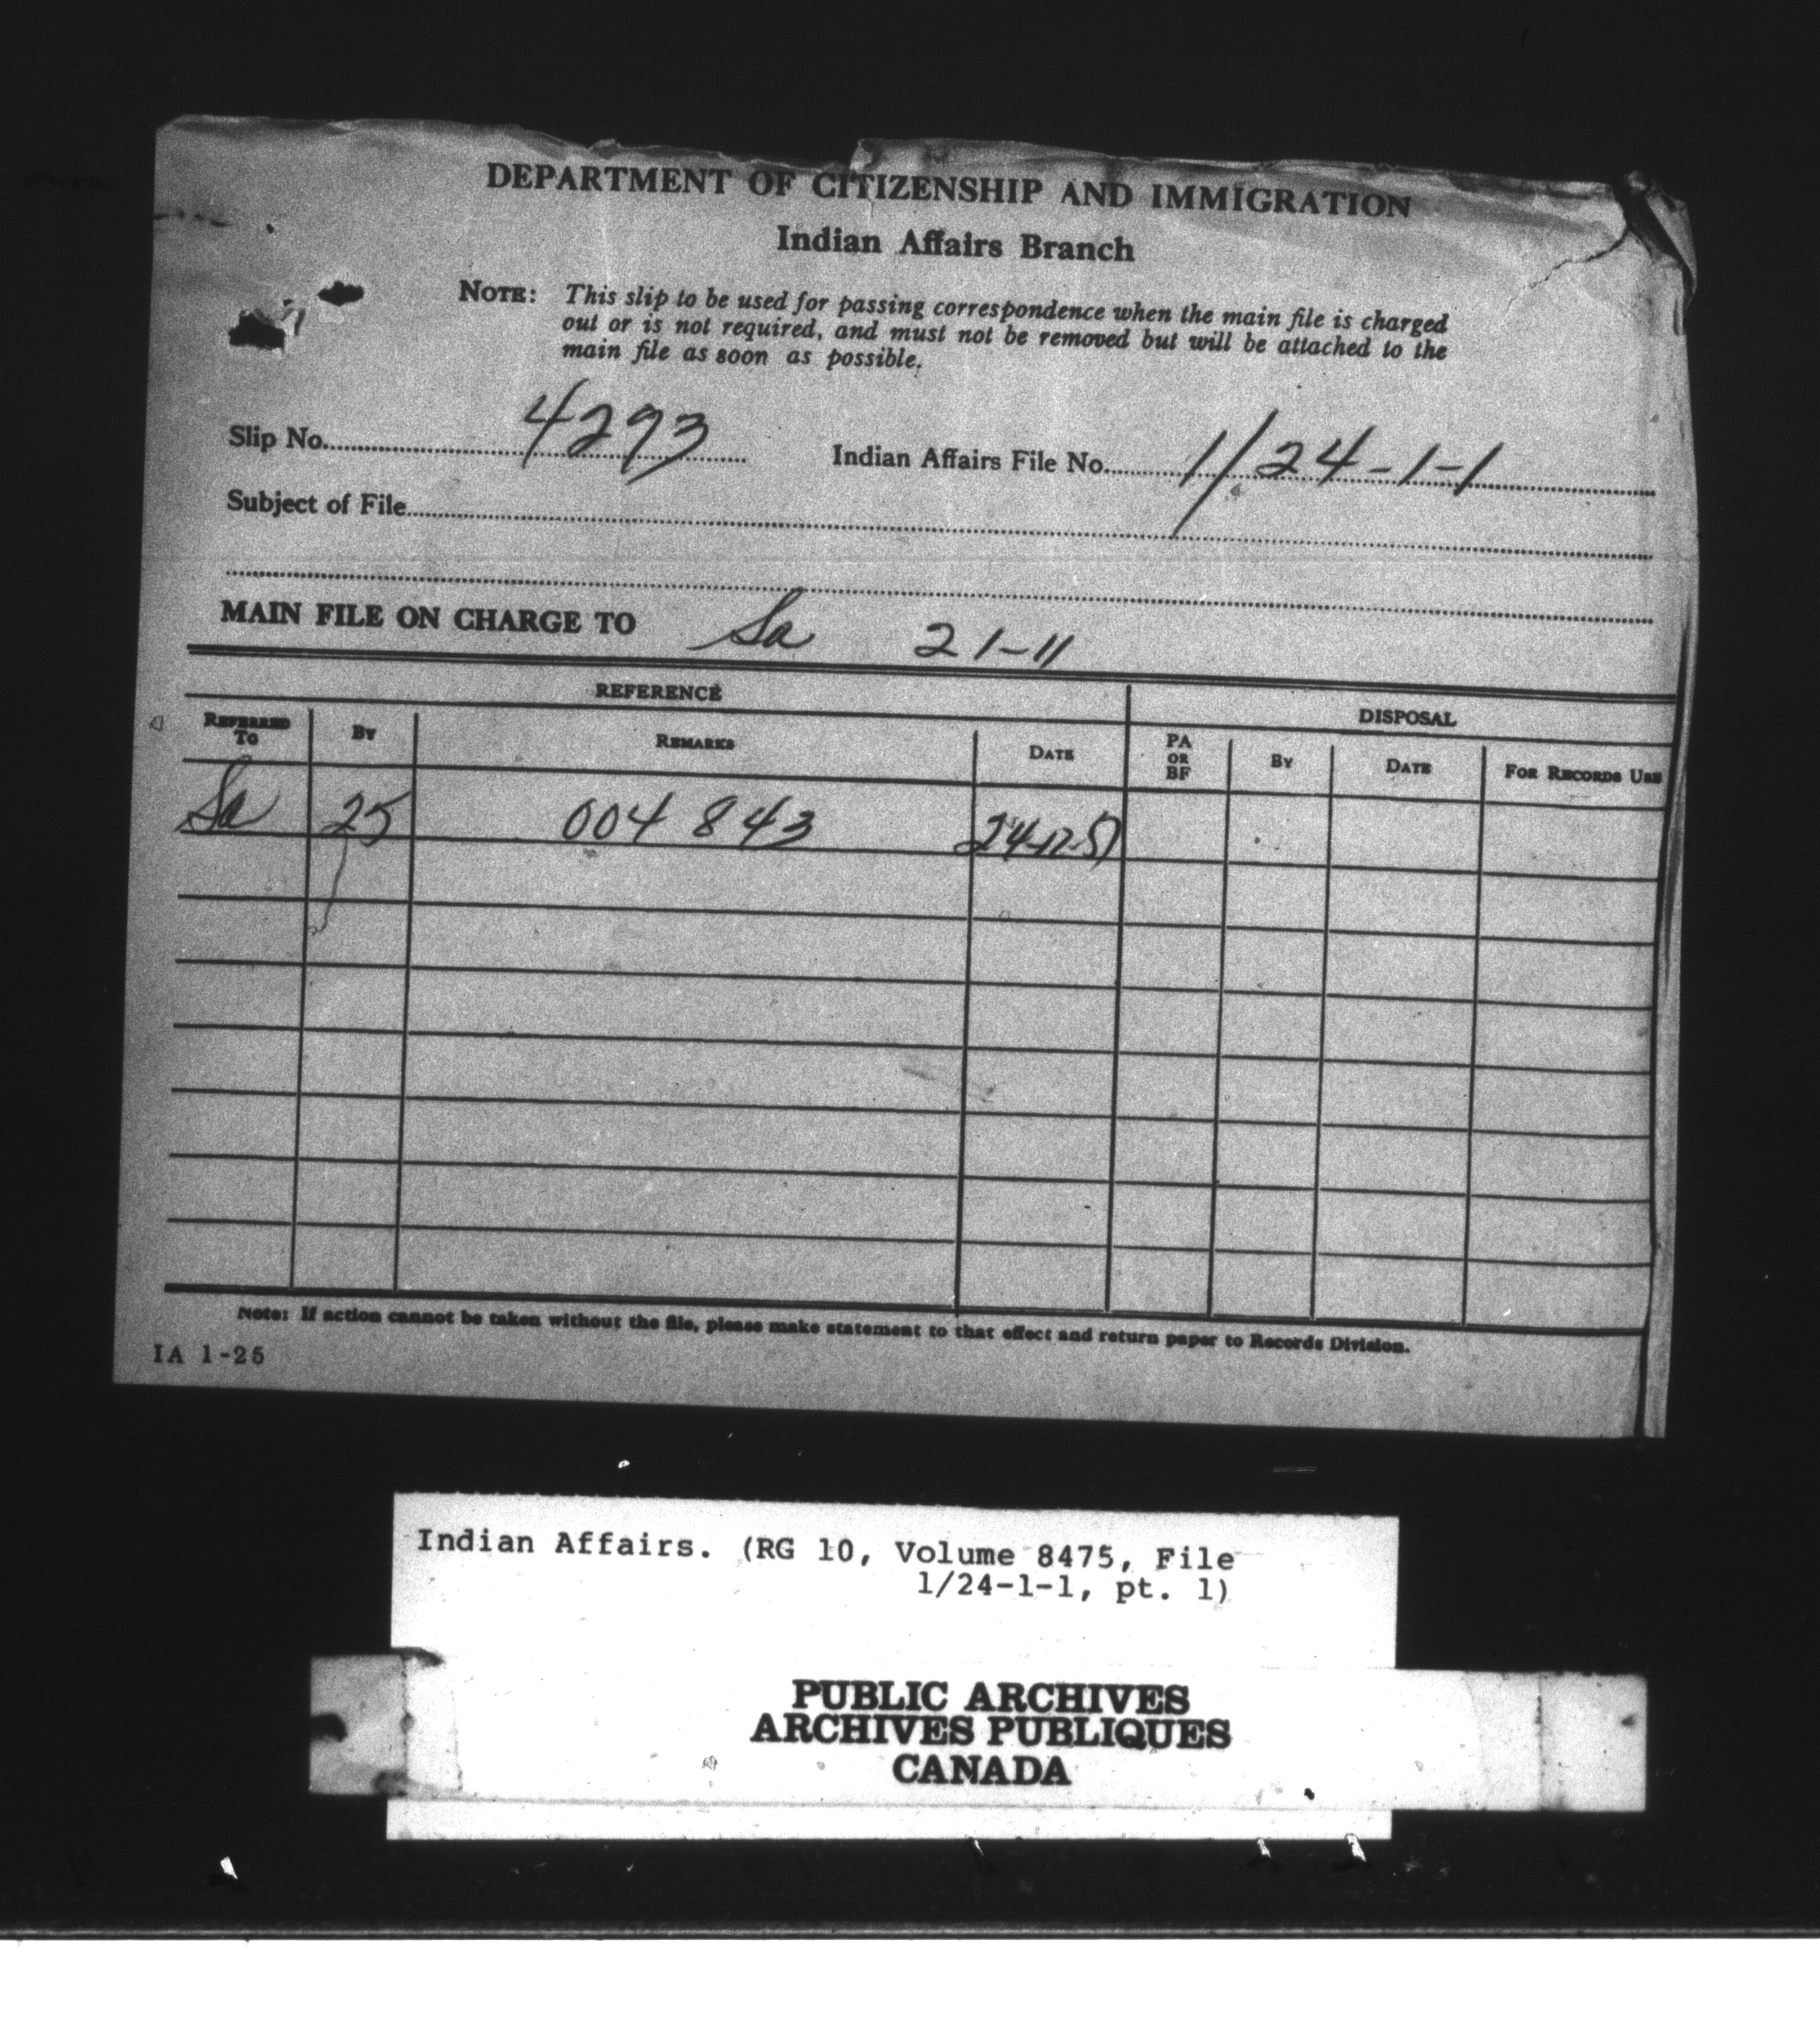 DEPARTMENT OF CITIZENSHIP AND IMMIGRATION
Indian Affairs Branch
NOTE: This slip to be used for passing correspondence when the main file is charged
out or is not required, and must not be removed but will be attached to the
main file as soon as possible.
Slip No. 4293 Indian Affairs File No. 1/24-1-1
Subject of File
MAIN FILE ON CHARGE TO Sa 21-11
REFERENCE DISPOSAL
REFERRED TO BY REMARKS DATE PA OR BF BY DATE FOR RECORDS USE
Sa 25 004 843 24-12-51
Note: If action cannot be taken without the file, please make statement to that effect and return paper to Records Division.
IA 1-25
Indian Affairs. (RG 10, Volume 8475, File
1/24-1-1, pt. 1)
PUBLIC ARCHIVES
ARCHIVES PUBLIQUES
CANADA